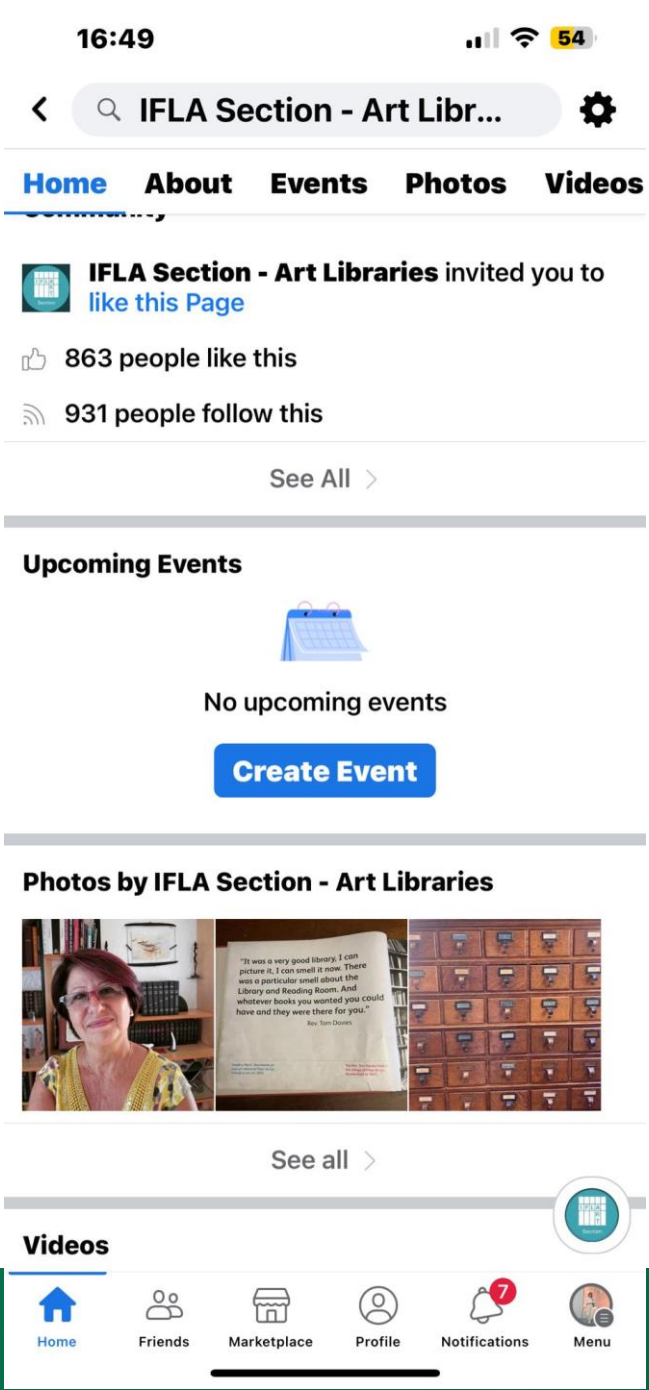 16:49
54
IFLA Section - Art Libr...
Home About Events Photos Videos
Community
IFLA Section - Art Libraries invited you to
like this Page
863 people like this
931 people follow this
See All
Upcoming Events
No upcoming events
Create Event
Photos by IFLA Section - Art Libraries
"It was a very good library, I can
picture it, I can smell it now. There
was a particular smell about the
Library and Reading Room. And
whatever books you wanted you could
have and they were there for you."
Rev. Tom Davies
See all
Videos
7
Home Friends Marketplace Profile Notifications Menu